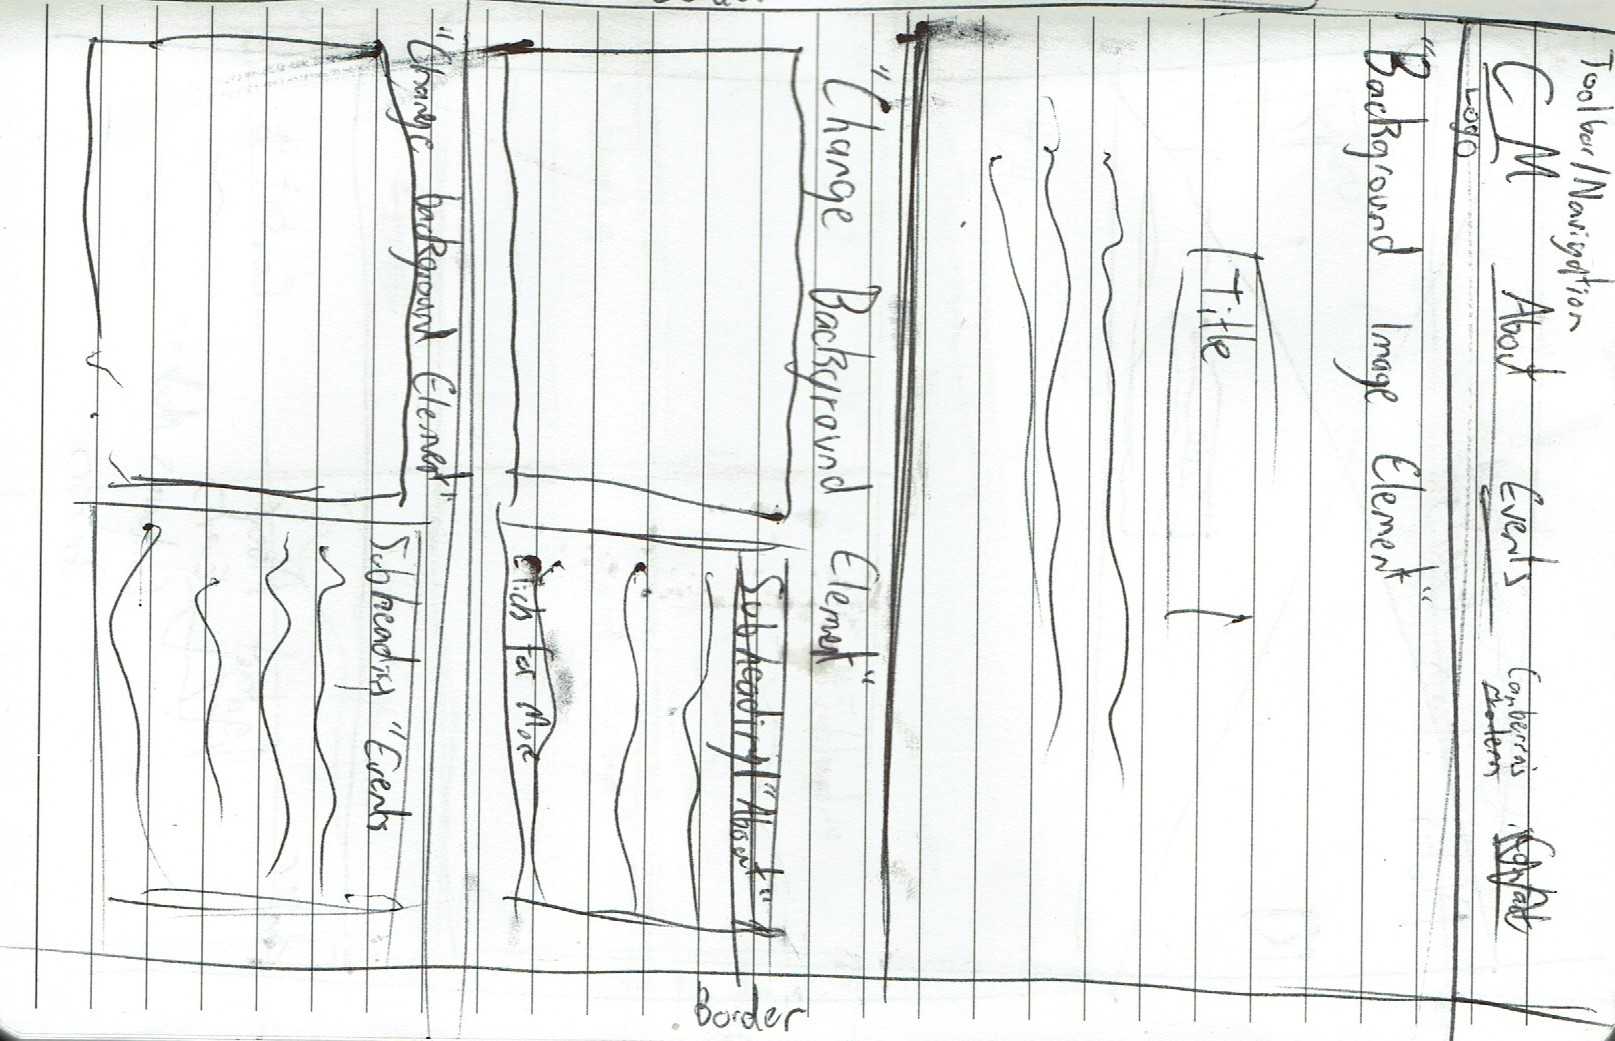 Toolbar/Navigation
CM About Events Canberra's Contact
Modern
Logo
"Background Image Element"
Title
"Change Background Element"
Subheading "About"
Click For More
Border
"Change background Element"
Subheading "Events